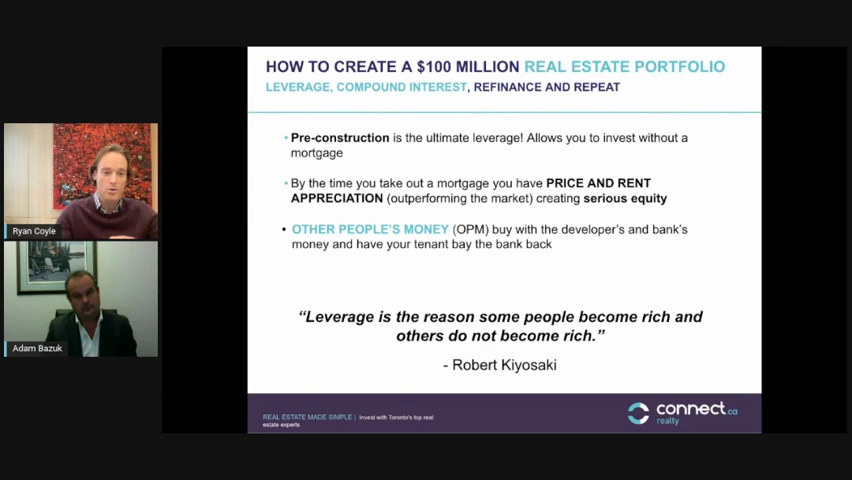 HOW TO CREATE A $100 MILLION REAL ESTATE PORTFOLIO
LEVERAGE, COMPOUND INTEREST, REFINANCE AND REPEAT
• Pre-construction is the ultimate leverage! Allows you to invest without a
mortgage
• By the time you take out a mortgage you have PRICE AND RENT
APPRECIATION (outperforming the market) creating serious equity
• OTHER PEOPLE'S MONEY (OPM) buy with the developer's and bank's
money and have your tenant bay the bank back
“Leverage is the reason some people become rich and
others do not become rich.”
- Robert Kiyosaki
REAL ESTATE MADE SIMPLE | Invest with Toronto's top real
estate experts
connect.ca
realty
Ryan Coyle
Adam Bazuk